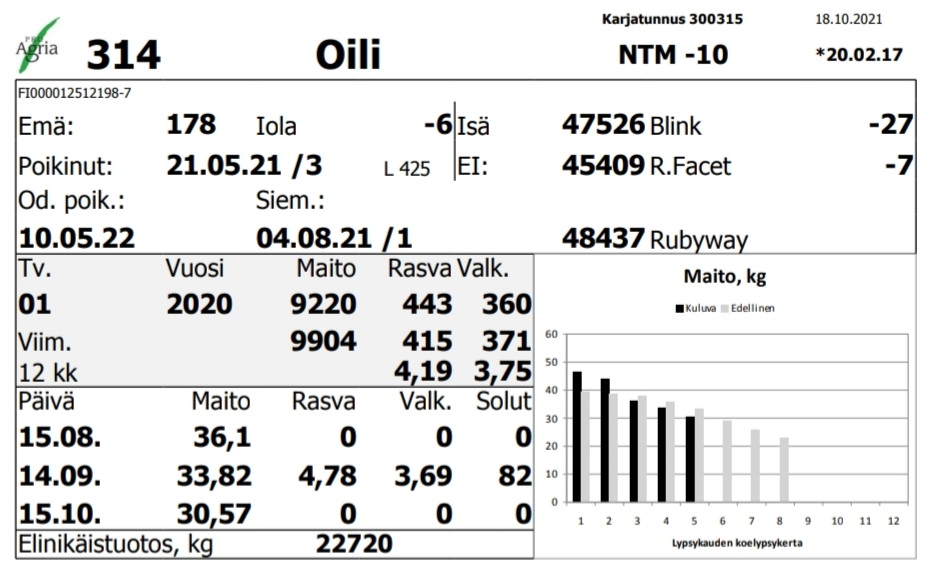 Karjatunnus 300315 18.10.2021
PRO Agria 314 Oili NTM -10 *20.02.17
FI000012512198-7
Emä: 178 Iola -6 Isä 47526 Blink -27
Poikinut: 21.05.21 /3 L 425 EI: 45409 R.Facet -7
Od. poik.: Siem.:
10.05.22 04.08.21 /1 48437 Rubyway
Tv. Vuosi Maito Rasva Valk.
01 2020 9220 443 360
Viim. 9904 415 371
12 kk 4,19 3,75
Päivä Maito Rasva Valk. Solut
15.08. 36,1 0 0 0
14.09. 33,82 4,78 3,69 82
15.10. 30,57 0 0 0
Elinikäistuotos, kg 22720
Maito, kg
Kuluva Edellinen
60
50
40
30
20
10
0
1 2 3 4 5 6 7 8 9 10 11 12
Lypsykauden koelypsykerta